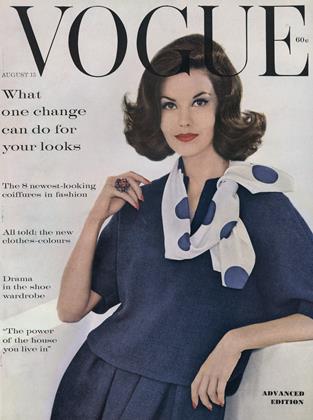 VOGUE
60c
AUGUST 15
What
one change
can do for
your looks
The 8 newest-looking
coiffures in fashion
All told: the new
clothes-colours
Drama
in the shoe
wardrobe
"The power
of the house
you live in"
ADVANCED
EDITION